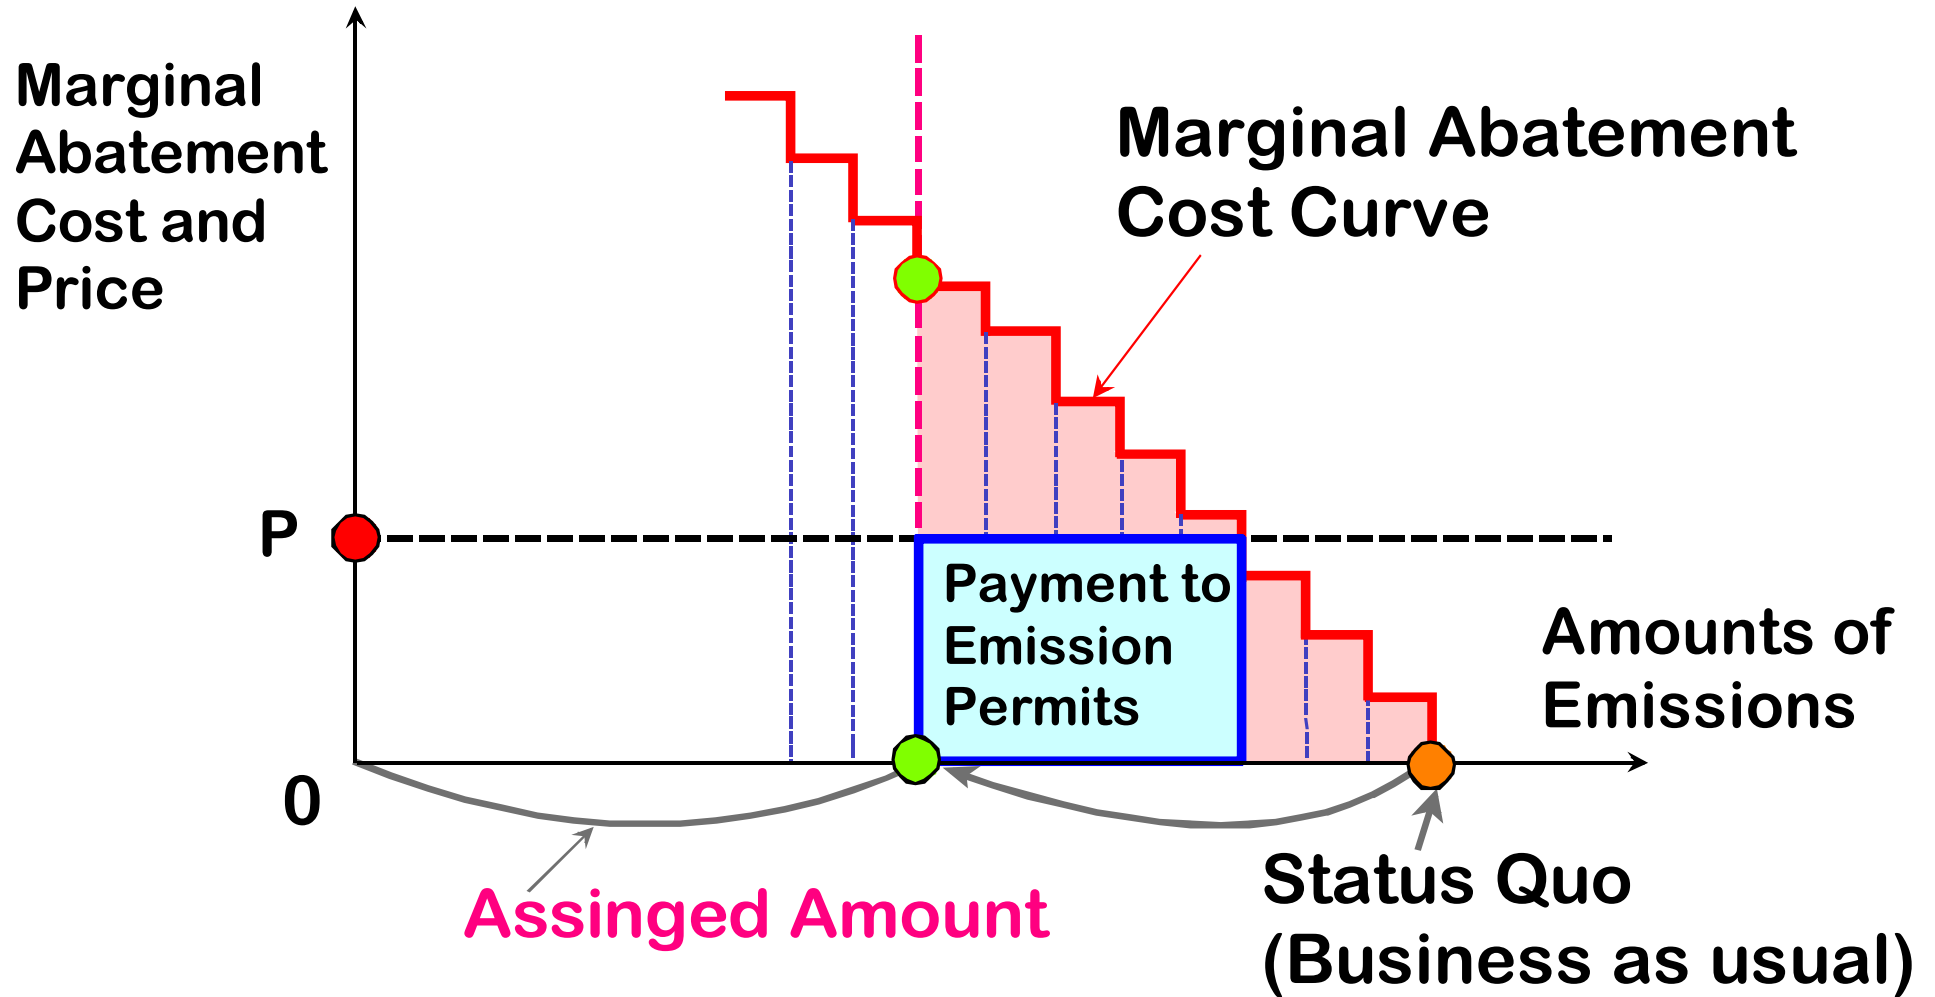 Marginal
Abatement
Cost and
Price
Marginal Abatement
Cost Curve
P
Payment to
Emission
Permits
Amounts of
Emissions
0
Assinged Amount
Status Quo
(Business as usual)